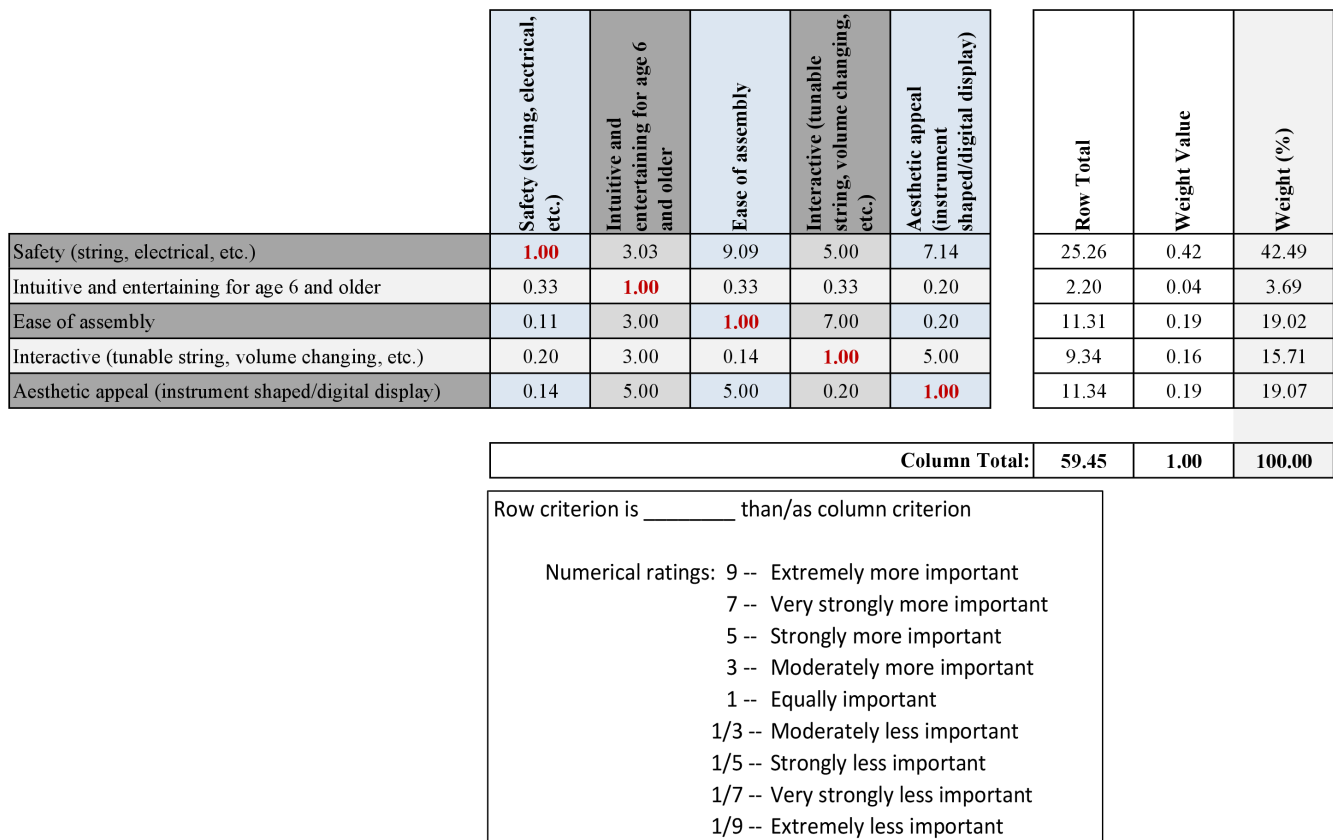 Safety (string, electrical,
etc.)
Intuitive and
entertaining for age 6
and older
Ease of assembly
Interactive (tunable
string, volume changing,
etc.)
Aesthetic appeal
(instrument
shaped/digital display)
Row Total
Weight Value
Weight (%)
Safety (string, electrical, etc.) 1.00 3.03 9.09 5.00 7.14 25.26 0.42 42.49
Intuitive and entertaining for age 6 and older 0.33 1.00 0.33 0.33 0.20 2.20 0.04 3.69
Ease of assembly 0.11 3.00 1.00 7.00 0.20 11.31 0.19 19.02
Interactive (tunable string, volume changing, etc.) 0.20 3.00 0.14 1.00 5.00 9.34 0.16 15.71
Aesthetic appeal (instrument shaped/digital display) 0.14 5.00 5.00 0.20 1.00 11.34 0.19 19.07
Column Total: 59.45 1.00 100.00
Row criterion is ________ than/as column criterion
Numerical ratings: 9 -- Extremely more important
7 -- Very strongly more important
5 -- Strongly more important
3 -- Moderately more important
1 -- Equally important
1/3 -- Moderately less important
1/5 -- Strongly less important
1/7 -- Very strongly less important
1/9 -- Extremely less important